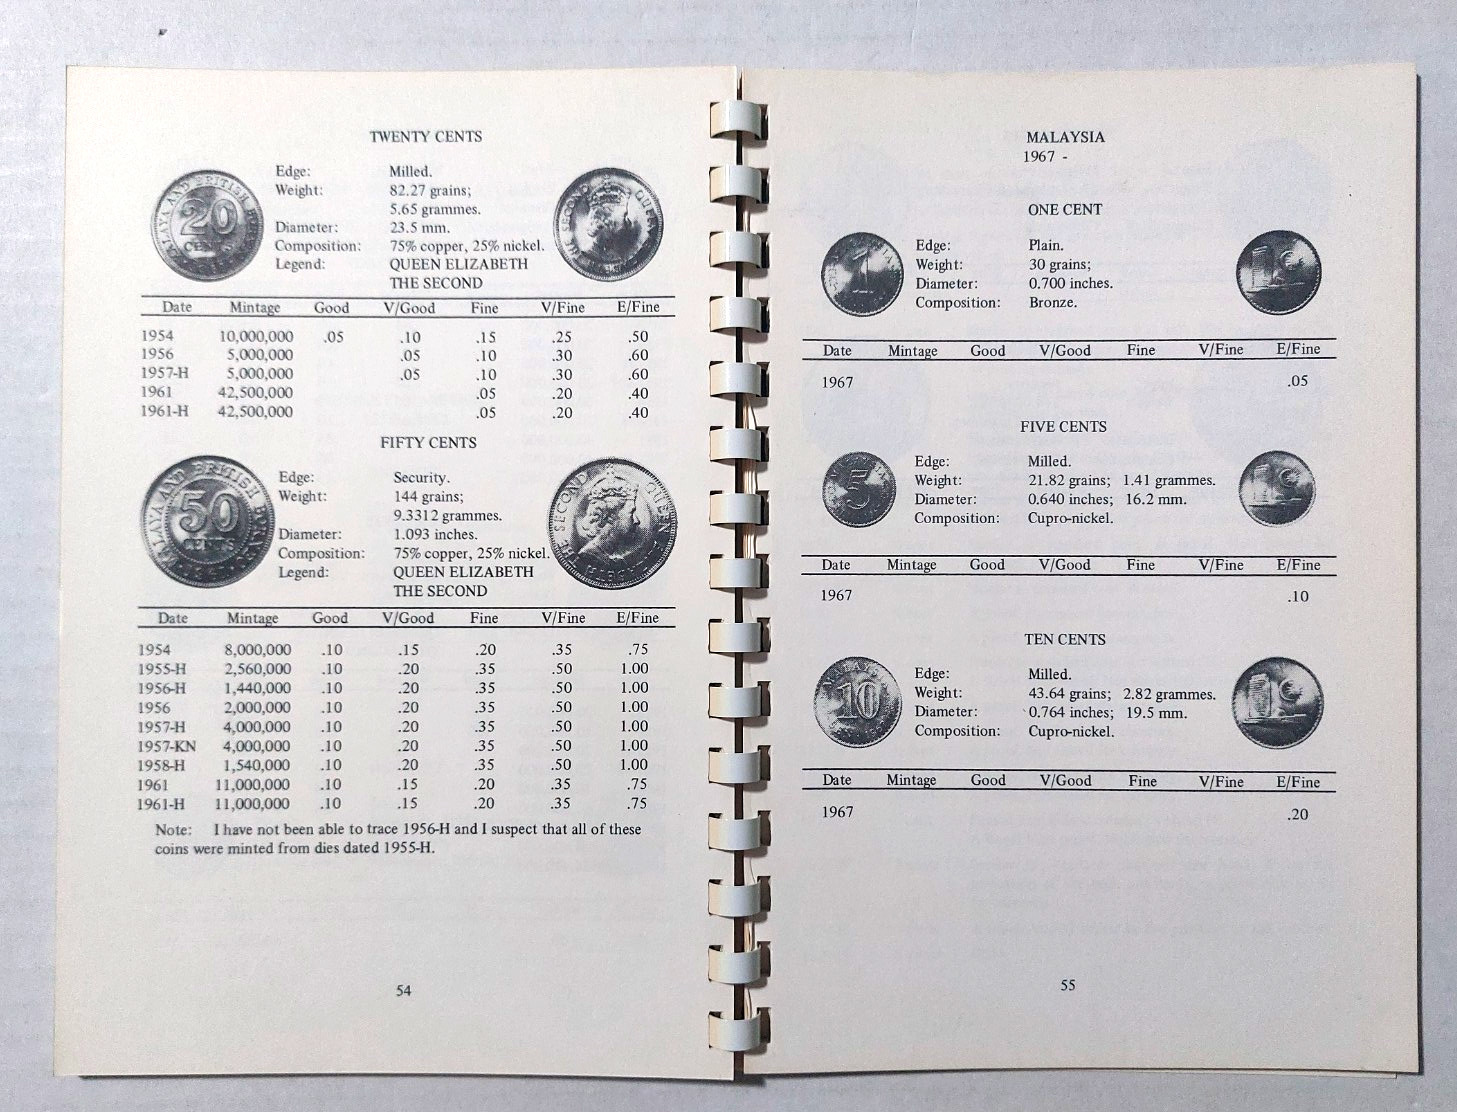 TWENTY CENTS
Edge: Milled.
Weight: 82.27 grains;
5.65 grammes.
Diameter: 23.5 mm.
Composition: 75% copper, 25% nickel.
Legend: QUEEN ELIZABETH
THE SECOND
20
CENTS
Date Mintage Good V/Good Fine V/Fine E/Fine
1954 10,000,000 .05 .10 .15 .25 .50
1956 5,000,000 .05 .10 .30 .60
1957-H 5,000,000 .05 .10 .30 .60
1961 42,500,000 .05 .20 .40
1961-H 42,500,000 .05 .20 .40
FIFTY CENTS
Edge: Security.
Weight: 144 grains;
9.3312 grammes.
Diameter: 1.093 inches.
Composition: 75% copper, 25% nickel.
Legend: QUEEN ELIZABETH
THE SECOND
50
CENTS
Date Mintage Good V/Good Fine V/Fine E/Fine
1954 8,000,000 .10 .15 .20 .35 .75
1955-H 2,560,000 .10 .20 .35 .50 1.00
1956-H 1,440,000 .10 .20 .35 .50 1.00
1956 2,000,000 .10 .20 .35 .50 1.00
1957-H 4,000,000 .10 .20 .35 .50 1.00
1957-KN 4,000,000 .10 .20 .35 .50 1.00
1958-H 1,540,000 .10 .20 .35 .50 1.00
1961 11,000,000 .10 .15 .20 .35 .75
1961-H 11,000,000 .10 .15 .20 .35 .75
Note: I have not been able to trace 1956-H and I suspect that all of these
coins were minted from dies dated 1955-H.
54
MALAYSIA
1967 -
ONE CENT
Edge: Plain.
Weight: 30 grains;
Diameter: 0.700 inches.
Composition: Bronze.
1
Date Mintage Good V/Good Fine V/Fine E/Fine
1967 .05
FIVE CENTS
Edge: Milled.
Weight: 21.82 grains; 1.41 grammes.
Diameter: 0.640 inches; 16.2 mm.
Composition: Cupro-nickel.
5
Date Mintage Good V/Good Fine V/Fine E/Fine
1967 .10
TEN CENTS
Edge: Milled.
Weight: 43.64 grains; 2.82 grammes.
Diameter: 0.764 inches; 19.5 mm.
Composition: Cupro-nickel.
10
Date Mintage Good V/Good Fine V/Fine E/Fine
1967 .20
55